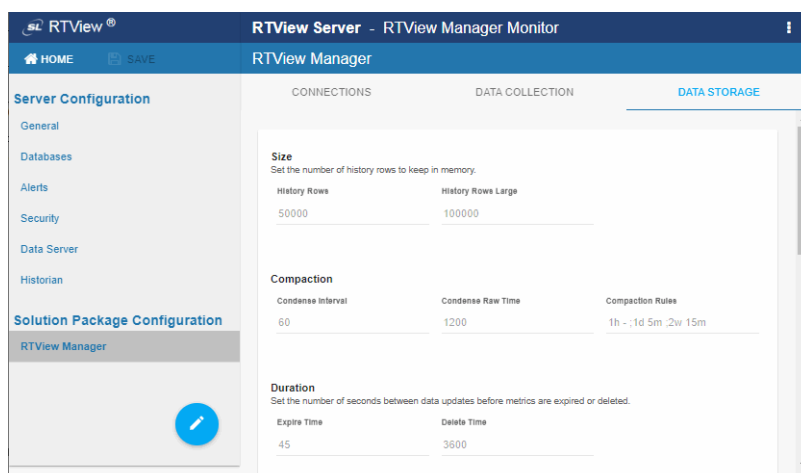 SL RTView ®
RTView Server - RTView Manager Monitor
HOME
SAVE
RTView Manager
Server Configuration
General
Databases
Alerts
Security
Data Server
Historian
Solution Package Configuration
RTView Manager
CONNECTIONS
DATA COLLECTION
DATA STORAGE
Size
Set the number of history rows to keep in memory.
History Rows
History Rows Large
50000
100000
Compaction
Condense Interval
Condense Raw Time
Compaction Rules
60
1200
1h - ;1d 5m ;2w 15m
Duration
Set the number of seconds between data updates before metrics are expired or deleted.
Expire Time
Delete Time
45
3600